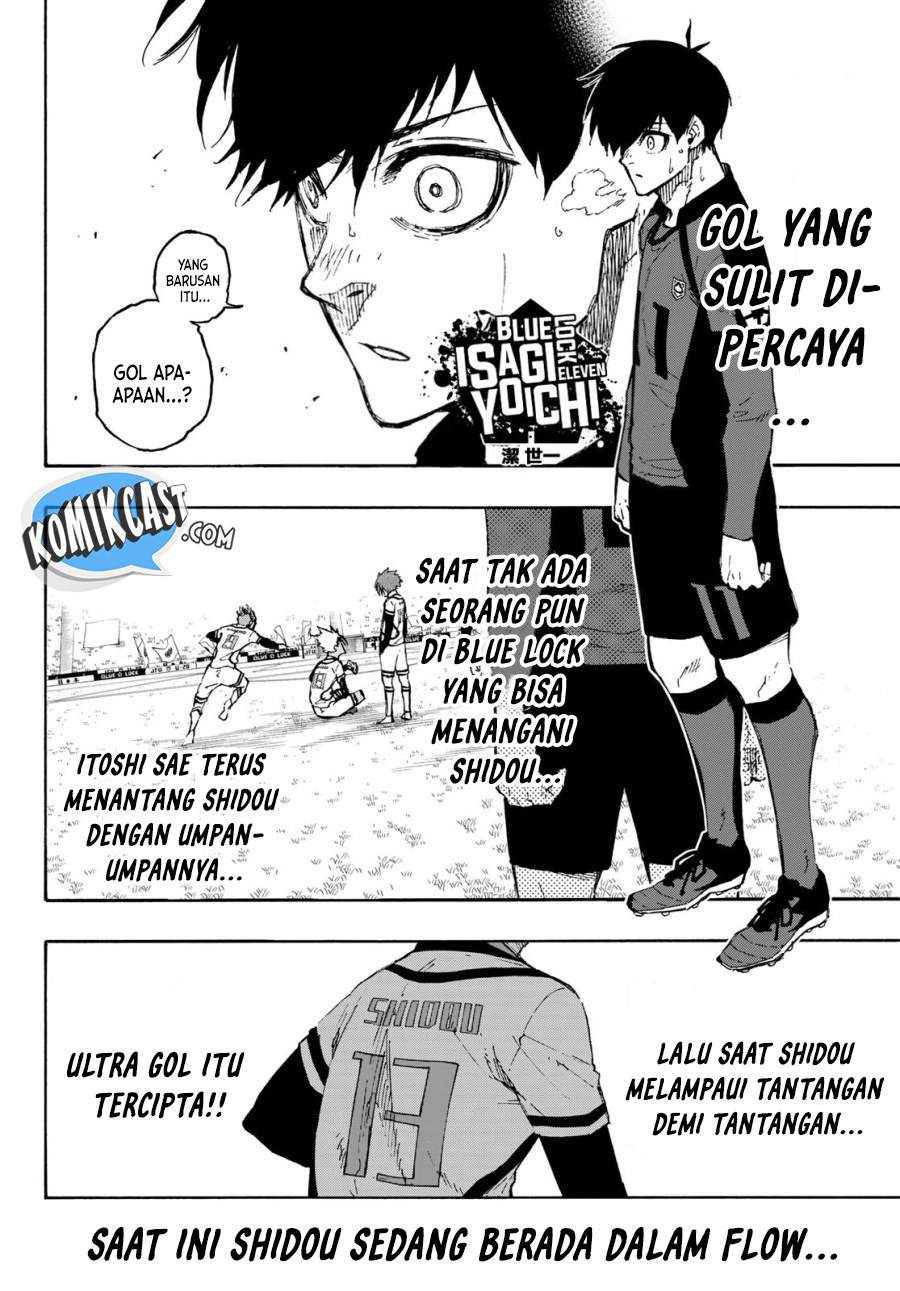 GOL YANG
SULIT DI-
PERCAYA
...
YANG
BARUSAN
ITU...
GOL APA-
APAAN...?
BLUE
LOCK
ELEVEN
ISAGI
YOICHI
潔 世一
KOMIKCAST
.COM
SAAT TAK ADA
SEORANG PUN
DI BLUE LOCK
YANG BISA
MENANGANI
SHIDOU...
BLUE LOCK
ITOSHI SAE TERUS
MENANTANG SHIDOU
DENGAN UMPAN-
UMPANNYA...
LALU SAAT SHIDOU
MELAMPAUI TANTANGAN
DEMI TANTANGAN...
SHIDOU
13
ULTRA GOL ITU
TERCIPTA!!
SAAT INI SHIDOU SEDANG BERADA DALAM FLOW...